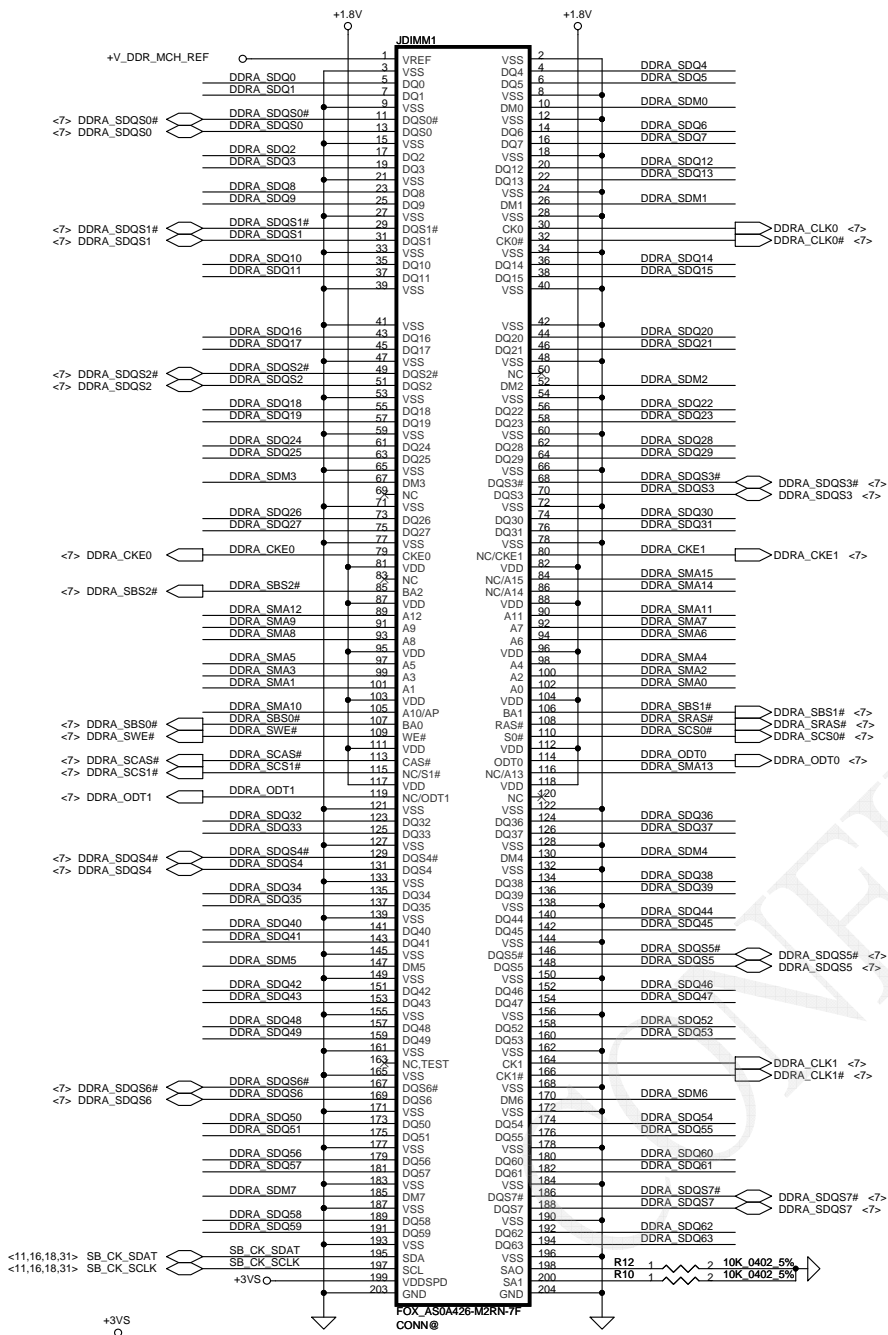 +1.8V +1.8V
JDIMM1
+V_DDR_MCH_REF 1 VREF VSS 2
3 VSS DQ4 4 DDRA_SDQ4
DDRA_SDQ0 5 DQ0 DQ5 6 DDRA_SDQ5
DDRA_SDQ1 7 DQ1 VSS 8
9 VSS DM0 10 DDRA_SDM0
<7> DDRA_SDQS0# DDRA_SDQS0# 11 DQS0# VSS 12
<7> DDRA_SDQS0 DDRA_SDQS0 13 DQS0 DQ6 14 DDRA_SDQ6
15 VSS DQ7 16 DDRA_SDQ7
DDRA_SDQ2 17 DQ2 VSS 18
DDRA_SDQ3 19 DQ3 DQ12 20 DDRA_SDQ12
21 VSS DQ13 22 DDRA_SDQ13
DDRA_SDQ8 23 DQ8 VSS 24
DDRA_SDQ9 25 DQ9 DM1 26 DDRA_SDM1
27 VSS VSS 28
<7> DDRA_SDQS1# DDRA_SDQS1# 29 DQS1# CK0 30 DDRA_CLK0 <7>
<7> DDRA_SDQS1 DDRA_SDQS1 31 DQS1 CK0# 32 DDRA_CLK0# <7>
33 VSS VSS 34
DDRA_SDQ10 35 DQ10 DQ14 36 DDRA_SDQ14
DDRA_SDQ11 37 DQ11 DQ15 38 DDRA_SDQ15
39 VSS VSS 40
41 VSS VSS 42
DDRA_SDQ16 43 DQ16 DQ20 44 DDRA_SDQ20
DDRA_SDQ17 45 DQ17 DQ21 46 DDRA_SDQ21
47 VSS VSS 48
<7> DDRA_SDQS2# DDRA_SDQS2# 49 DQS2# NC 50
<7> DDRA_SDQS2 DDRA_SDQS2 51 DQS2 DM2 52 DDRA_SDM2
53 VSS VSS 54
DDRA_SDQ18 55 DQ18 DQ22 56 DDRA_SDQ22
DDRA_SDQ19 57 DQ19 DQ23 58 DDRA_SDQ23
59 VSS VSS 60
DDRA_SDQ24 61 DQ24 DQ28 62 DDRA_SDQ28
DDRA_SDQ25 63 DQ25 DQ29 64 DDRA_SDQ29
65 VSS VSS 66
DDRA_SDM3 67 DM3 DQS3# 68 DDRA_SDQS3# DDRA_SDQS3# <7>
69 NC DQS3 70 DDRA_SDQS3 DDRA_SDQS3 <7>
71 VSS VSS 72
DDRA_SDQ26 73 DQ26 DQ30 74 DDRA_SDQ30
DDRA_SDQ27 75 DQ27 DQ31 76 DDRA_SDQ31
77 VSS VSS 78
<7> DDRA_CKE0 DDRA_CKE0 79 CKE0 NC/CKE1 80 DDRA_CKE1 DDRA_CKE1 <7>
81 VDD VDD 82
83 NC NC/A15 84 DDRA_SMA15
<7> DDRA_SBS2# 85 BA2 NC/A14 86 DDRA_SMA14
87 VDD VDD 88
DDRA_SMA12 89 A12 A11 90 DDRA_SMA11
DDRA_SMA9 91 A9 A7 92 DDRA_SMA7
DDRA_SMA8 93 A8 A6 94 DDRA_SMA6
95 VDD VDD 96
DDRA_SMA5 97 A5 A4 98 DDRA_SMA4
DDRA_SMA3 99 A3 A2 100 DDRA_SMA2
DDRA_SMA1 101 A1 A0 102 DDRA_SMA0
103 VDD VDD 104
DDRA_SMA10 105 A10/AP BA1 106 DDRA_SBS1# DDRA_SBS1# <7>
<7> DDRA_SBS0# DDRA_SBS0# 107 BA0 RAS# 108 DDRA_SRAS# DDRA_SRAS# <7>
<7> DDRA_SWE# DDRA_SWE# 109 WE# S0# 110 DDRA_SCS0# DDRA_SCS0# <7>
111 VDD VDD 112
<7> DDRA_SCAS# DDRA_SCAS# 113 CAS# ODT0 114 DDRA_ODT0 DDRA_ODT0 <7>
<7> DDRA_SCS1# DDRA_SCS1# 115 NC/S1# NC/A13 116 DDRA_SMA13
117 VDD VDD 118
<7> DDRA_ODT1 DDRA_ODT1 119 NC/ODT1 NC 120
121 VSS VSS 122
DDRA_SDQ32 123 DQ32 DQ36 124 DDRA_SDQ36
DDRA_SDQ33 125 DQ33 DQ37 126 DDRA_SDQ37
127 VSS VSS 128
<7> DDRA_SDQS4# DDRA_SDQS4# 129 DQS4# DM4 130 DDRA_SDM4
<7> DDRA_SDQS4 DDRA_SDQS4 131 DQS4 VSS 132
133 VSS DQ38 134 DDRA_SDQ38
DDRA_SDQ34 135 DQ34 DQ39 136 DDRA_SDQ39
DDRA_SDQ35 137 DQ35 VSS 138
139 VSS DQ44 140 DDRA_SDQ44
DDRA_SDQ40 141 DQ40 DQ45 142 DDRA_SDQ45
DDRA_SDQ41 143 DQ41 VSS 144
145 VSS DQS5# 146 DDRA_SDQS5# DDRA_SDQS5# <7>
DDRA_SDM5 147 DM5 DQS5 148 DDRA_SDQS5 DDRA_SDQS5 <7>
149 VSS VSS 150
DDRA_SDQ42 151 DQ42 DQ46 152 DDRA_SDQ46
DDRA_SDQ43 153 DQ43 DQ47 154 DDRA_SDQ47
155 VSS VSS 156
DDRA_SDQ48 157 DQ48 DQ52 158 DDRA_SDQ52
DDRA_SDQ49 159 DQ49 DQ53 160 DDRA_SDQ53
161 VSS VSS 162
163 NC,TEST CK1 164 DDRA_CLK1 <7>
165 VSS CK1# 166 DDRA_CLK1# <7>
<7> DDRA_SDQS6# DDRA_SDQS6# 167 DQS6# VSS 168
<7> DDRA_SDQS6 DDRA_SDQS6 169 DQS6 DM6 170 DDRA_SDM6
171 VSS VSS 172
DDRA_SDQ50 173 DQ50 DQ54 174 DDRA_SDQ54
DDRA_SDQ51 175 DQ51 DQ55 176 DDRA_SDQ55
177 VSS VSS 178
DDRA_SDQ56 179 DQ56 DQ60 180 DDRA_SDQ60
DDRA_SDQ57 181 DQ57 DQ61 182 DDRA_SDQ61
183 VSS VSS 184
DDRA_SDM7 185 DM7 DQS7# 186 DDRA_SDQS7# DDRA_SDQS7# <7>
187 VSS DQS7 188 DDRA_SDQS7 DDRA_SDQS7 <7>
DDRA_SDQ58 189 DQ58 VSS 190
DDRA_SDQ59 191 DQ59 DQ62 192 DDRA_SDQ62
193 VSS DQ63 194 DDRA_SDQ63
<11,16,18,31> SB_CK_SDAT SB_CK_SDAT 195 SDA VSS 196
<11,16,18,31> SB_CK_SCLK SB_CK_SCLK 197 SCL SAO 198 R12 1 2 10K_0402_5%
+3VS 199 VDDSPD SA1 200 R10 1 2 10K_0402_5%
203 GND GND 204
FOX_AS0A426-M2RN-7F
CONN@
+3VS